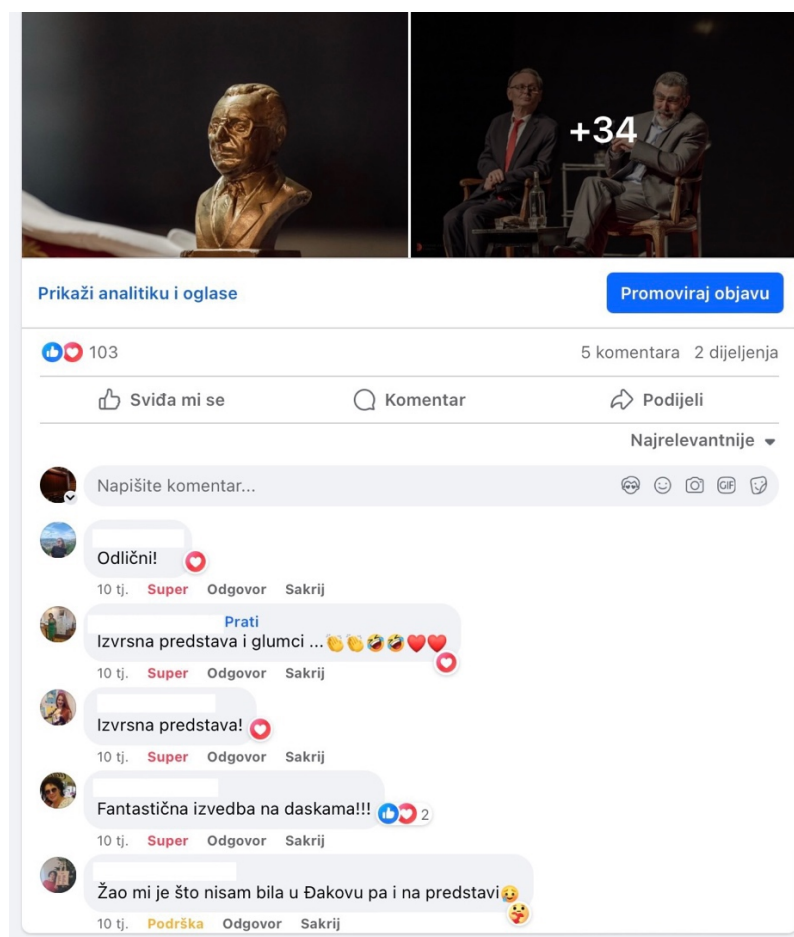 +34
Prikaži analitiku i oglase
Promoviraj objavu
103
5 komentara 2 dijeljenja
Sviđa mi se
Komentar
Podijeli
Najrelevantnije
Napišite komentar...
GIF
Odlični!
10 tj. Super Odgovor Sakrij
Prati
Izvrsna predstava i glumci ...👏👏🤣🤣❤️❤️
10 tj. Super Odgovor Sakrij
Izvrsna predstava!
10 tj. Super Odgovor Sakrij
Fantastična izvedba na daskama!!! 2
10 tj. Super Odgovor Sakrij
Žao mi je što nisam bila u Đakovu pa i na predstavi🥲
10 tj. Podrška Odgovor Sakrij